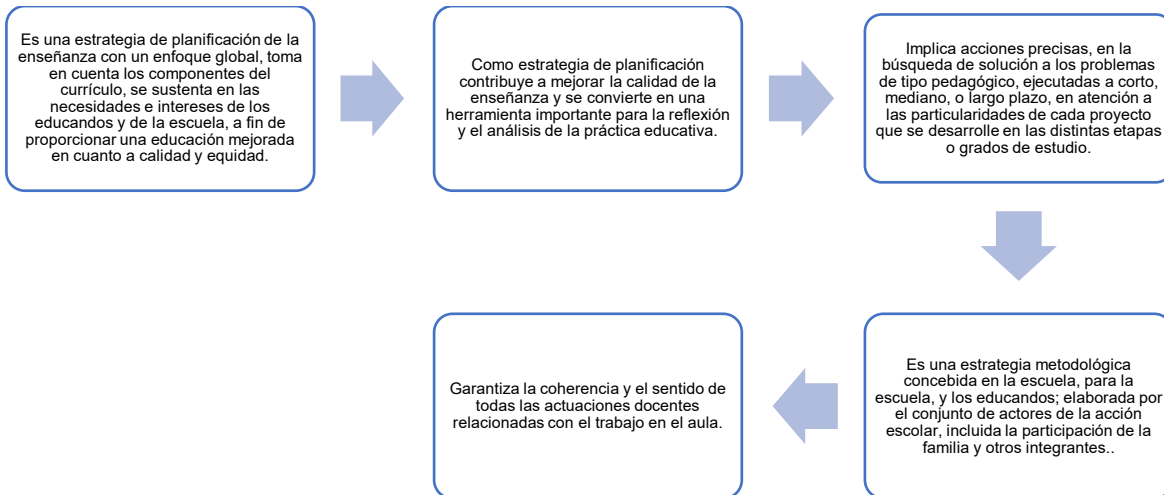 Es una estrategia de planificación de la
enseñanza con un enfoque global, toma
en cuenta los componentes del
currículo, se sustenta en las
necesidades e intereses de los
educandos y de la escuela, a fin de
proporcionar una educación mejorada
en cuanto a calidad y equidad.
Como estrategia de planificación
contribuye a mejorar la calidad de la
enseñanza y se convierte en una
herramienta importante para la reflexión
y el análisis de la práctica educativa.
Implica acciones precisas, en la
búsqueda de solución a los problemas
de tipo pedagógico, ejecutadas a corto,
mediano, o largo plazo, en atención a
las particularidades de cada proyecto
que se desarrolle en las distintas etapas
o grados de estudio.
Es una estrategia metodológica
concebida en la escuela, para la
escuela, y los educandos; elaborada por
el conjunto de actores de la acción
escolar, incluida la participación de la
familia y otros integrantes..
Garantiza la coherencia y el sentido de
todas las actuaciones docentes
relacionadas con el trabajo en el aula.